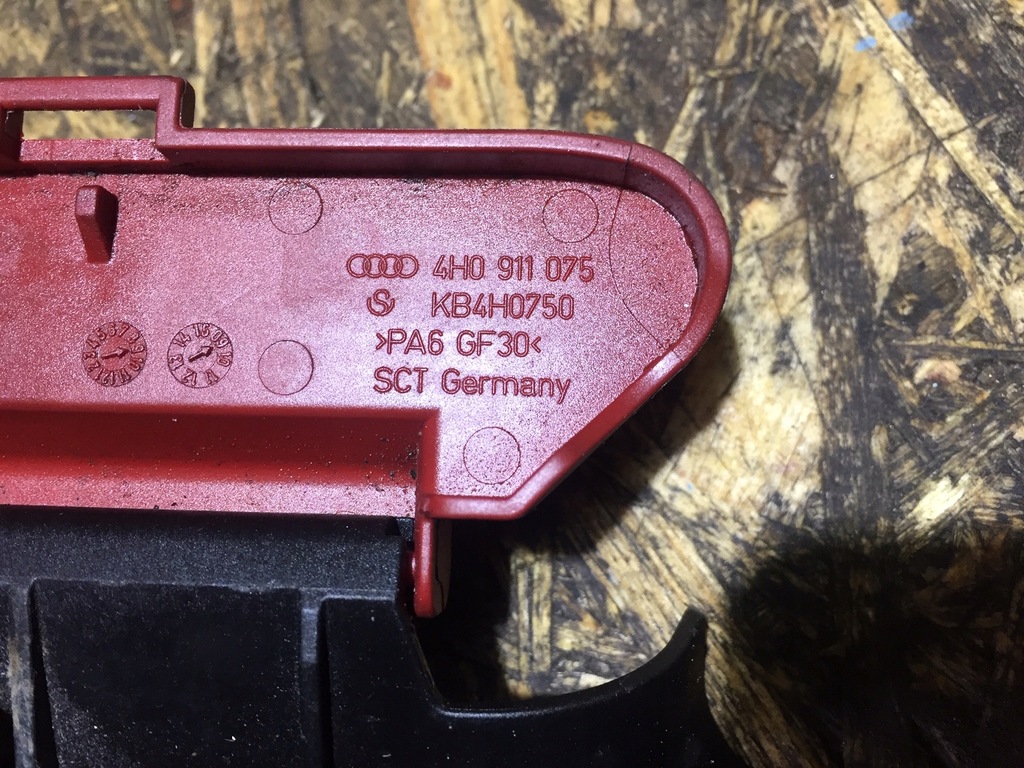 4H0 911 075
KB4H0750
>PA6 GF30<
SCT Germany